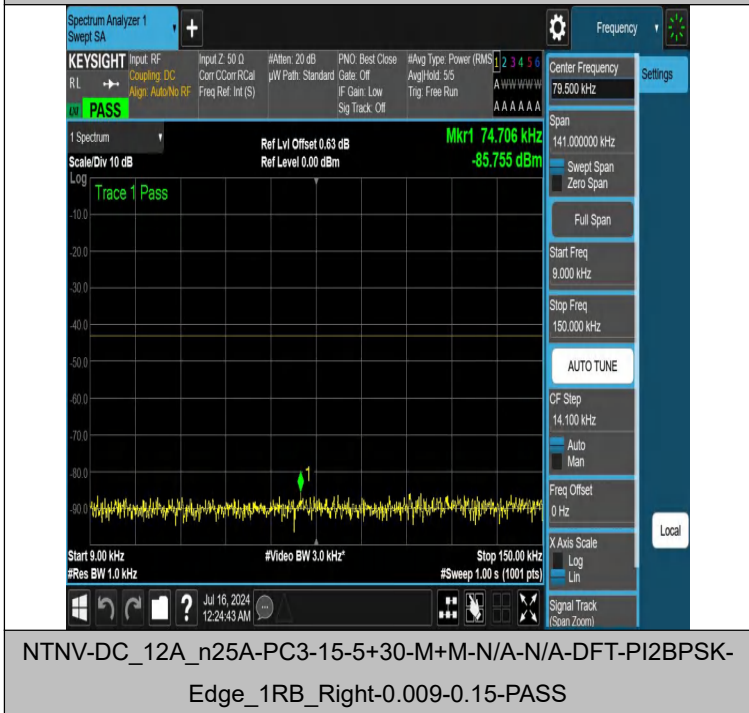 Spectrum Analyzer 1
Swept SA
+
Frequency
KEYSIGHT
RL
PASS
Input: RF
Coupling: DC
Align: Auto/No RF
Input Z: 50 Ω
Corr CCorr RCal
Freq Ref: Int (S)
#Atten: 20 dB
µW Path: Standard
PNO: Best Close
Gate: Off
IF Gain: Low
Sig Track: Off
#Avg Type: Power (RMS
Avg|Hold: 5/5
Trig: Free Run
1 2 3 4 5 6
A W W W W W
A A A A A A
1 Spectrum
Scale/Div 10 dB
Ref Lvl Offset 0.63 dB
Ref Level 0.00 dBm
Mkr1 74.706 kHz
-85.755 dBm
Log
Trace 1 Pass
-10.0
-20.0
-30.0
-40.0
-50.0
-60.0
-70.0
-80.0
-90.0
1
Start 9.00 kHz
#Res BW 1.0 kHz
#Video BW 3.0 kHz*
Stop 150.00 kHz
#Sweep 1.00 s (1001 pts)
?
Jul 16, 2024
12:24:43 AM
Center Frequency
79.500 kHz
Settings
Span
141.000000 kHz
Swept Span
Zero Span
Full Span
Start Freq
9.000 kHz
Stop Freq
150.000 kHz
AUTO TUNE
CF Step
14.100 kHz
Auto
Man
Freq Offset
0 Hz
Local
X Axis Scale
Log
Lin
Signal Track
(Span Zoom)
NTNV-DC_12A_n25A-PC3-15-5+30-M+M-N/A-N/A-DFT-PI2BPSK-
Edge_1RB_Right-0.009-0.15-PASS